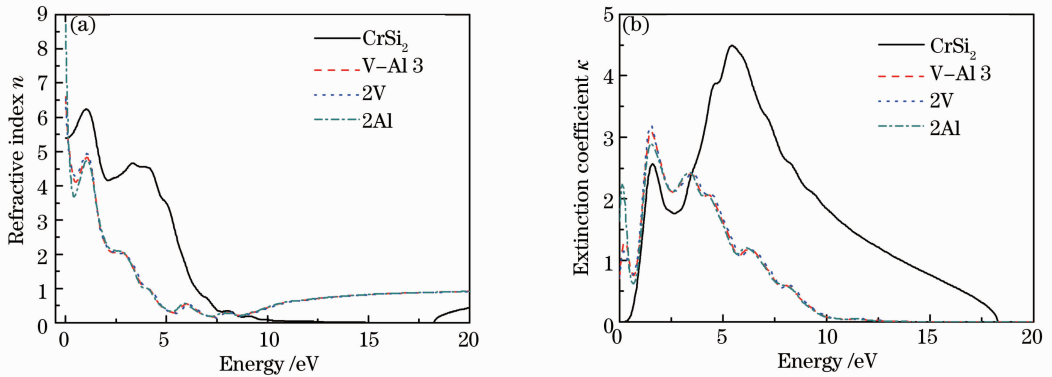 (a)
9
8
7
6
5
4
3
2
1
0
Refractive index n
CrSi₂
V-Al 3
2V
2Al
0 5 10 15 20
Energy /eV
(b)
5
4
3
2
1
0
Extinction coefficient κ
CrSi₂
V-Al 3
2V
2Al
0 5 10 15 20
Energy /eV